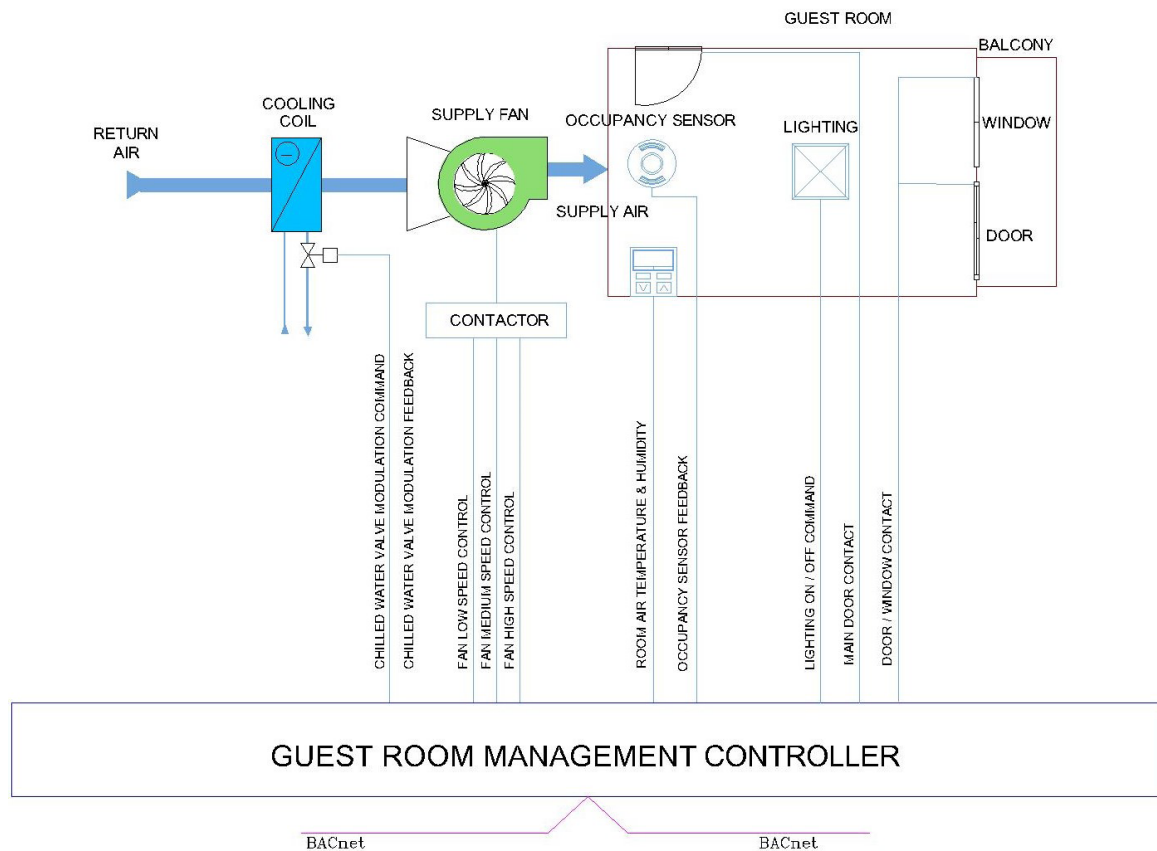 GUEST ROOM
BALCONY
COOLING
COIL
SUPPLY FAN
OCCUPANCY SENSOR
LIGHTING
WINDOW
RETURN
AIR
SUPPLY AIR
DOOR
CONTACTOR
CHILLED WATER VALVE MODULATION COMMAND
CHILLED WATER VALVE MODULATION FEEDBACK
FAN LOW SPEED CONTROL
FAN MEDIUM SPEED CONTROL
FAN HIGH SPEED CONTROL
ROOM AIR TEMPERATURE & HUMIDITY
OCCUPANCY SENSOR FEEDBACK
LIGHTING ON / OFF COMMAND
MAIN DOOR CONTACT
DOOR / WINDOW CONTACT
GUEST ROOM MANAGEMENT CONTROLLER
BACnet
BACnet